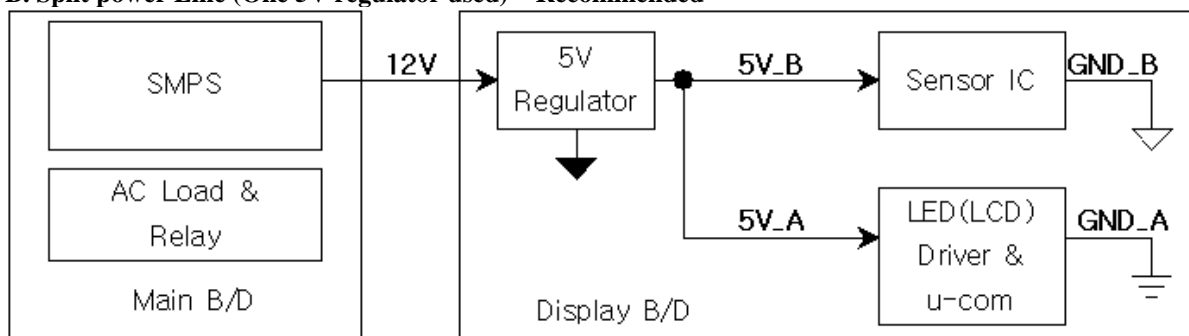 B. Split power Line (One 5V regulator used) – Recommended
SMPS
AC Load &
Relay
Main B/D
12V
5V
Regulator
5V_B
Sensor IC
GND_B
5V_A
LED(LCD)
Driver &
u-com
GND_A
Display B/D